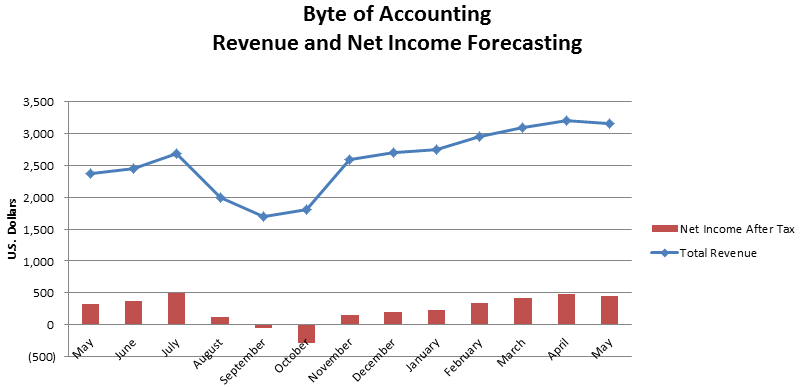 Byte of Accounting
Revenue and Net Income Forecasting
3,500
3,000
2,500
2,000
1,500
1,000
500
0
(500)
U.S. Dollars
May
June
July
August
September
October
November
December
January
February
March
April
May
Net Income After Tax
Total Revenue